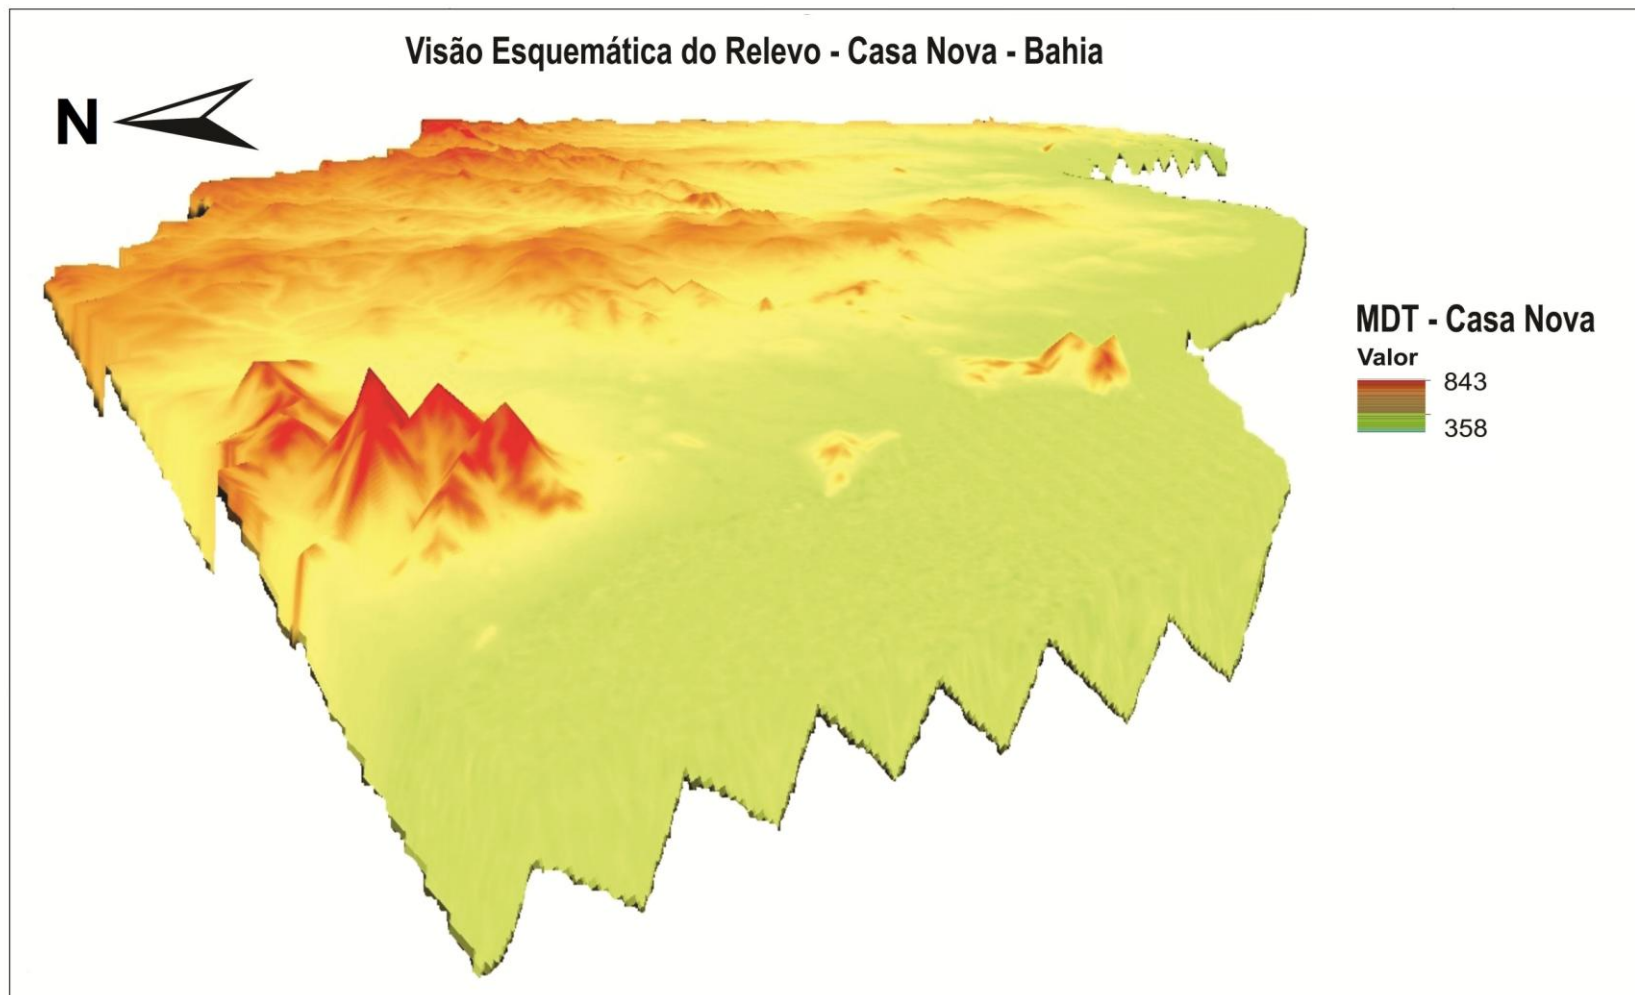 Visão Esquemática do Relevo - Casa Nova - Bahia
N
MDT - Casa Nova
Valor
843
358